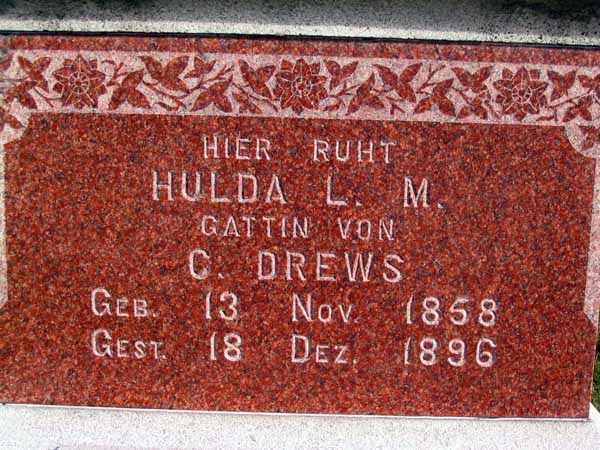 HIER RUHT
HULDA L. M.
GATTIN VON
C. DREWS
GEB. 13 NOV. 1858
GEST. 18 DEZ. 1896